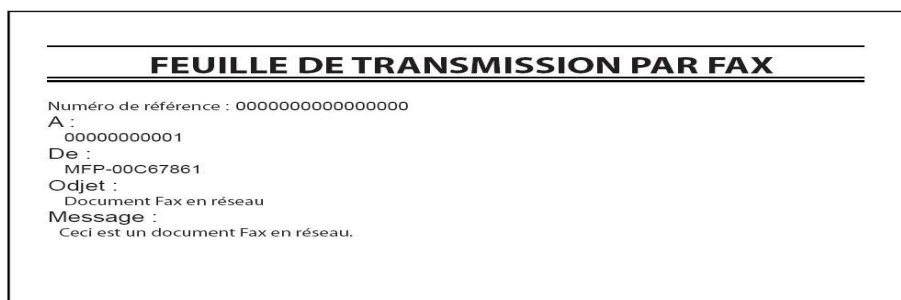 FEUILLE DE TRANSMISSION PAR FAX
Numéro de référence : 0000000000000000
A :
00000000001
De :
MFP-00C67861
Odjet :
Document Fax en réseau
Message :
Ceci est un document Fax en réseau.